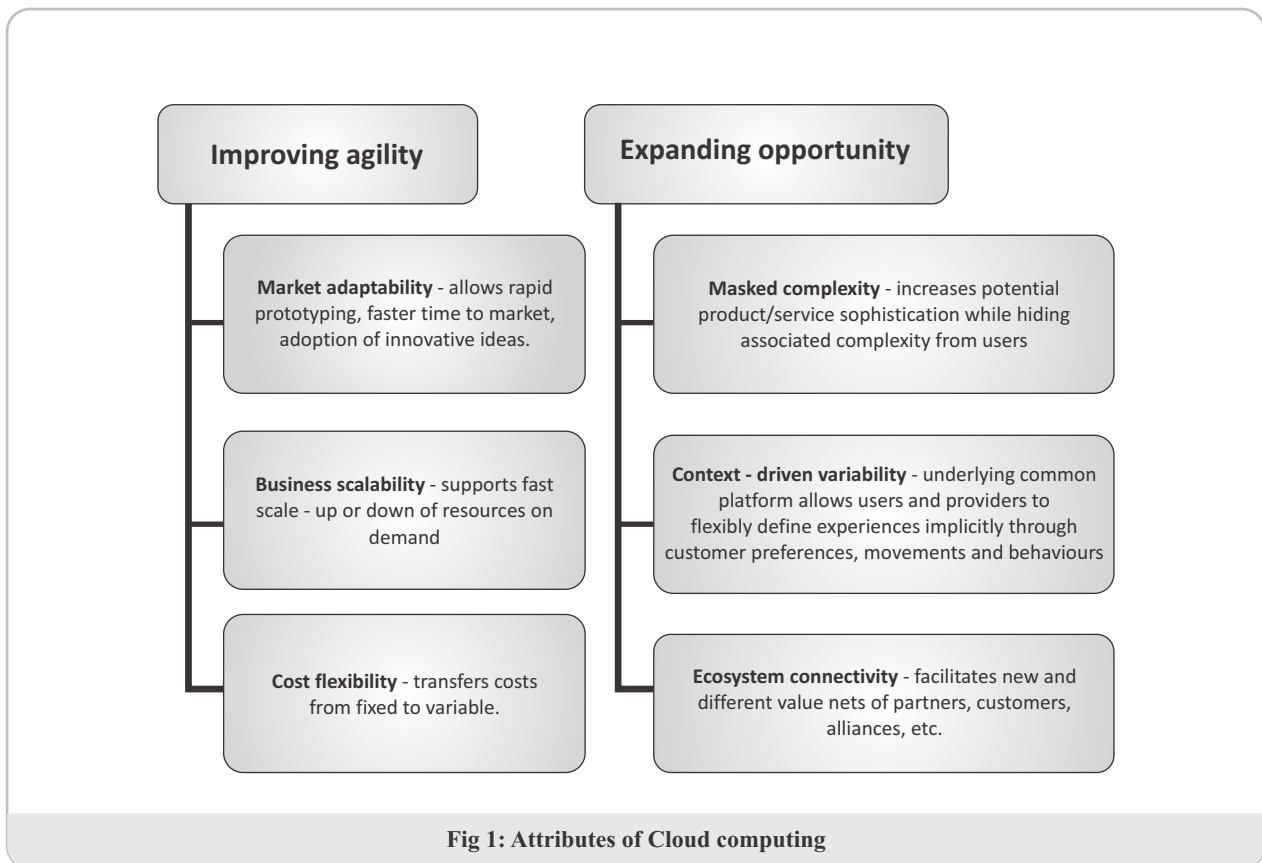 Improving agility
Market adaptability - allows rapid
prototyping, faster time to market,
adoption of innovative ideas.
Business scalability - supports fast
scale - up or down of resources on
demand
Cost flexibility - transfers costs
from fixed to variable.
Expanding opportunity
Masked complexity - increases potential
product/service sophistication while hiding
associated complexity from users
Context - driven variability - underlying common
platform allows users and providers to
flexibly define experiences implicitly through
customer preferences, movements and behaviours
Ecosystem connectivity - facilitates new and
different value nets of partners, customers,
alliances, etc.
Fig 1: Attributes of Cloud computing